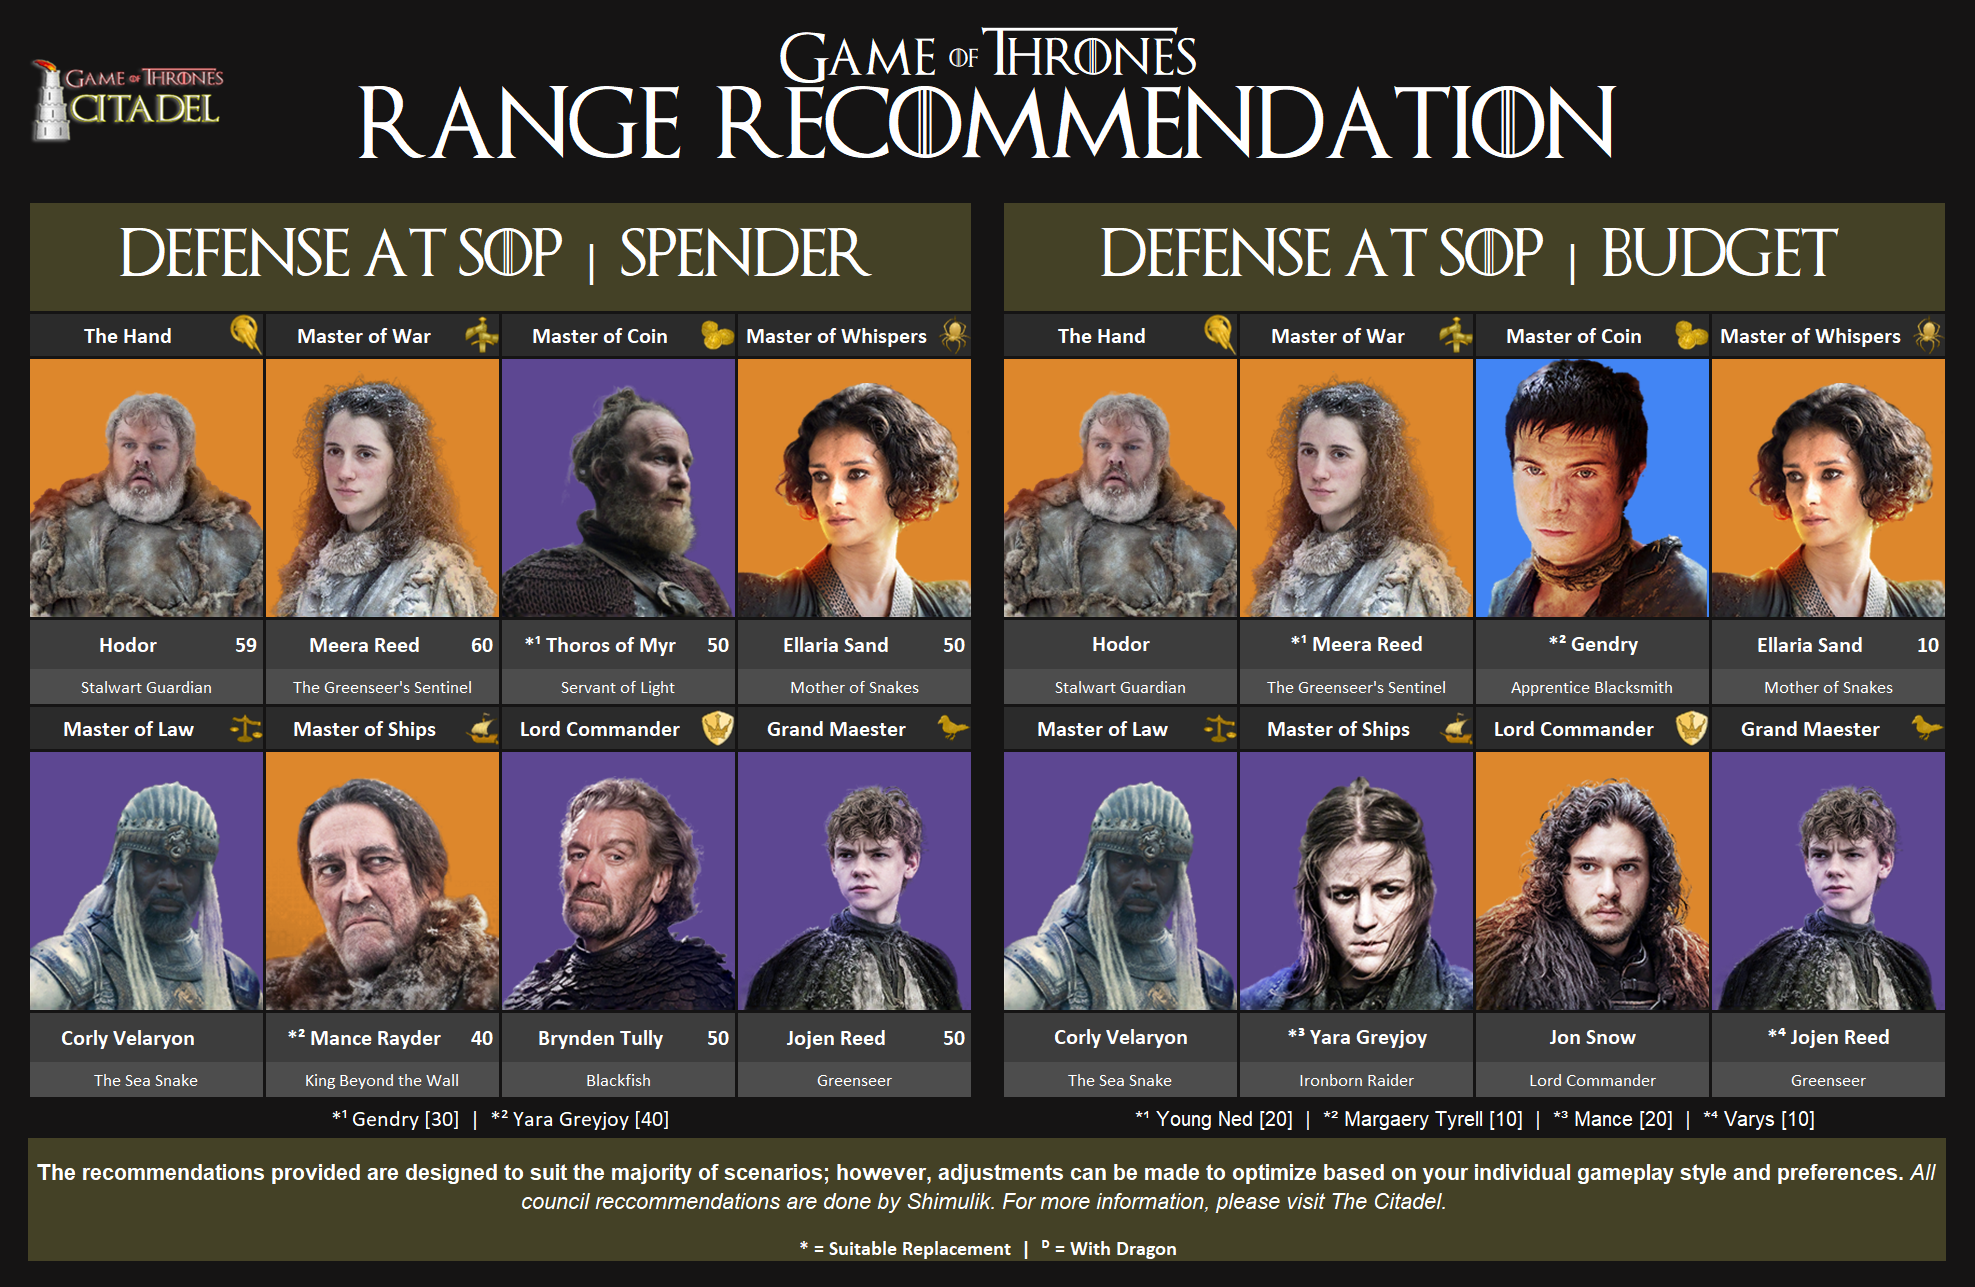 GAME OF THRONES
CITADEL
GAME OF THRONES
RANGE RECOMMENDATION
DEFENSE AT SOP | SPENDER
The Hand
Master of War
Master of Coin
Master of Whispers
Hodor 59
Meera Reed 60
*¹ Thoros of Myr 50
Ellaria Sand 50
Stalwart Guardian
The Greenseer's Sentinel
Servant of Light
Mother of Snakes
Master of Law
Master of Ships
Lord Commander
Grand Maester
Corly Velaryon
*² Mance Rayder 40
Brynden Tully 50
Jojen Reed 50
The Sea Snake
King Beyond the Wall
Blackfish
Greenseer
*¹ Gendry [30] | *² Yara Greyjoy [40]
DEFENSE AT SOP | BUDGET
The Hand
Master of War
Master of Coin
Master of Whispers
Hodor
*¹ Meera Reed
*² Gendry
Ellaria Sand 10
Stalwart Guardian
The Greenseer's Sentinel
Apprentice Blacksmith
Mother of Snakes
Master of Law
Master of Ships
Lord Commander
Grand Maester
Corly Velaryon
*³ Yara Greyjoy
Jon Snow
*⁴ Jojen Reed
The Sea Snake
Ironborn Raider
Lord Commander
Greenseer
*¹ Young Ned [20] | *² Margaery Tyrell [10] | *³ Mance [20] | *⁴ Varys [10]
The recommendations provided are designed to suit the majority of scenarios; however, adjustments can be made to optimize based on your individual gameplay style and preferences. All
council reccommendations are done by Shimulik. For more information, please visit The Citadel.
* = Suitable Replacement | ᴰ = With Dragon